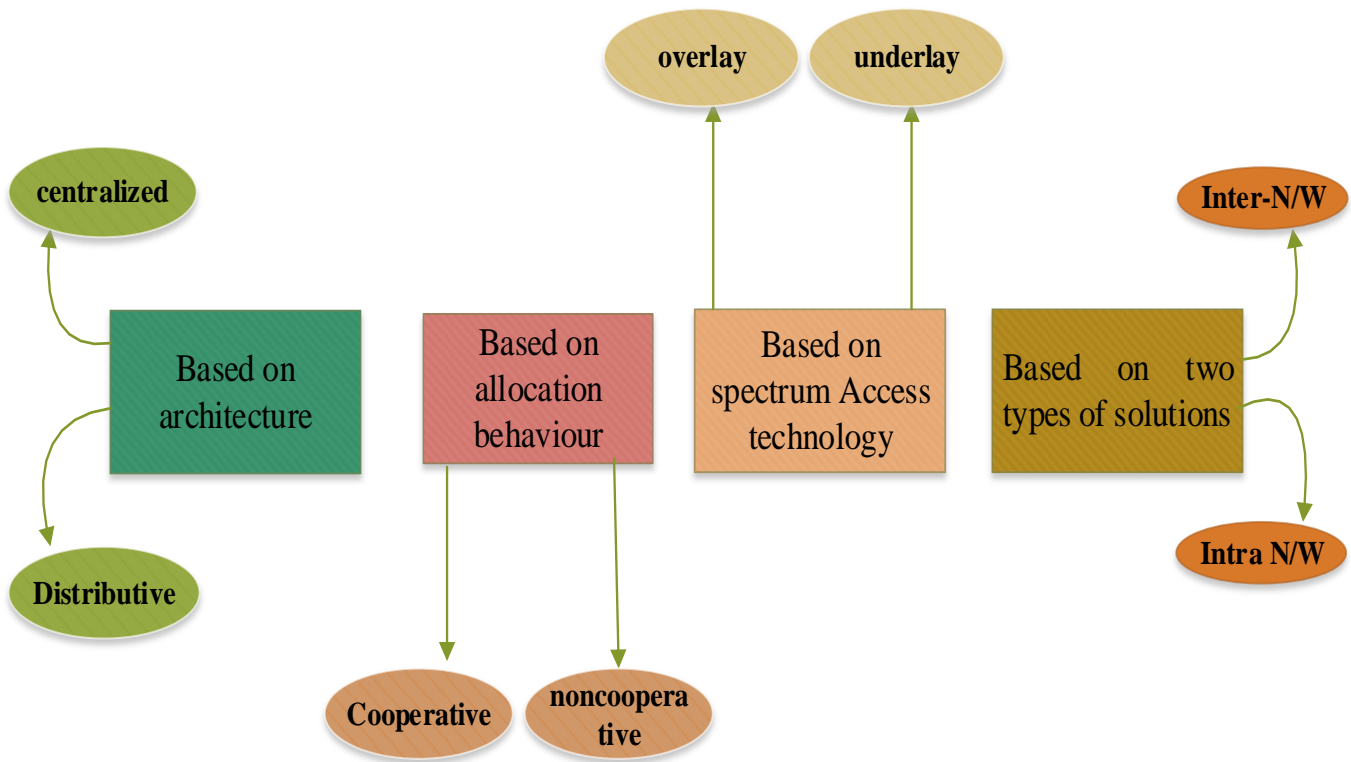 overlay
underlay
centralized
Inter-N/W
Based on
architecture
Based on
allocation
behaviour
Based on
spectrum Access
technology
Based on two
types of solutions
Distributive
Intra N/W
Cooperative
noncoopera
tive